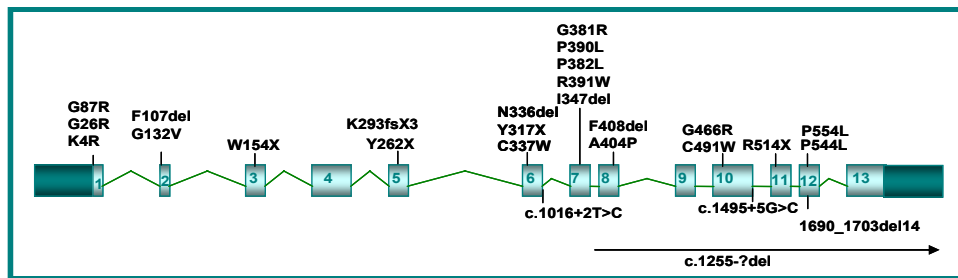 G87R
G26R
K4R
F107del
G132V
W154X
K293fsX3
Y262X
N336del
Y317X
C337W
G381R
P390L
P382L
R391W
I347del
F408del
A404P
G466R
C491W
R514X
P554L
P544L
1
2
3
4
5
6
7
8
9
10
11
12
13
c.1016+2T>C
c.1495+5G>C
1690_1703del14
c.1255-?del